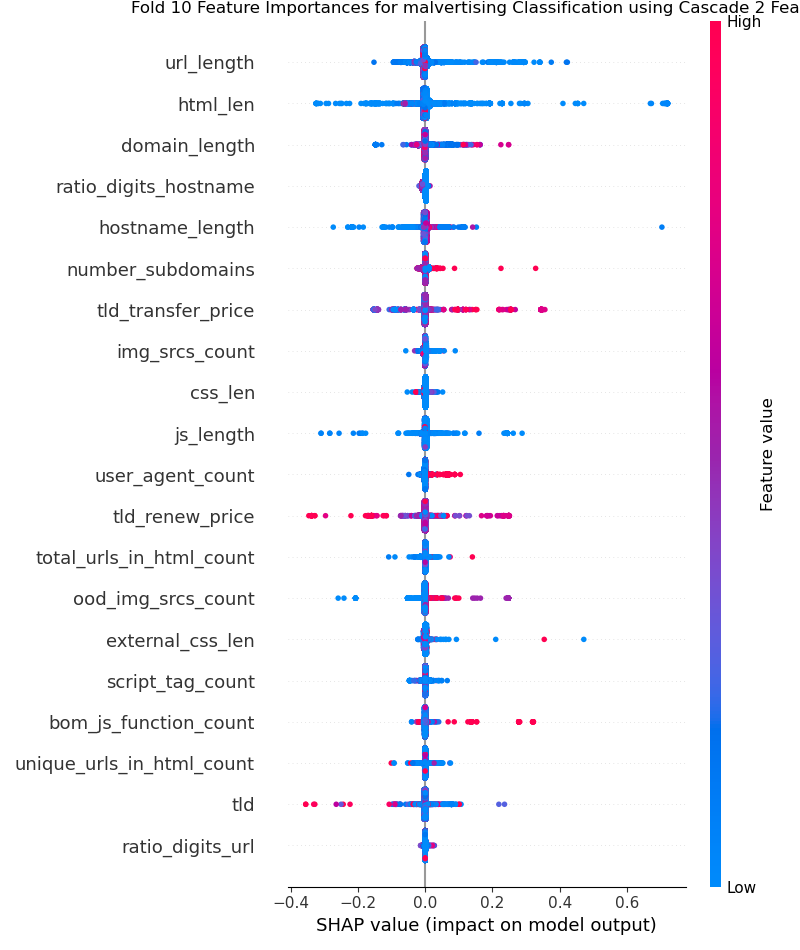 Fold 10 Feature Importances for malvertising Classification using Cascade 2 Fea
High
url_length
html_len
domain_length
ratio_digits_hostname
hostname_length
number_subdomains
tld_transfer_price
img_srcs_count
css_len
js_length
user_agent_count
tld_renew_price
total_urls_in_html_count
ood_img_srcs_count
external_css_len
script_tag_count
bom_js_function_count
unique_urls_in_html_count
tld
ratio_digits_url
Feature value
Low
−0.4 −0.2 0.0 0.2 0.4 0.6
SHAP value (impact on model output)